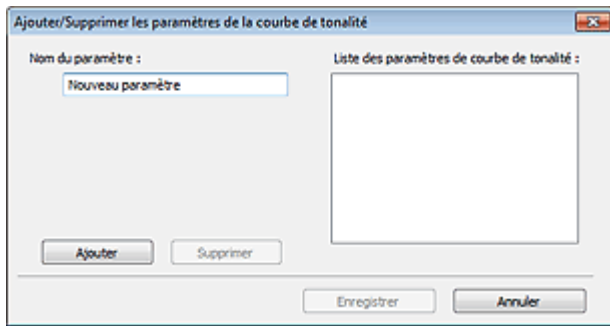 Ajouter/Supprimer les paramètres de la courbe de tonalité
Nom du paramètre :
Liste des paramètres de courbe de tonalité :
Nouveau paramètre
Ajouter
Supprimer
Enregistrer
Annuler